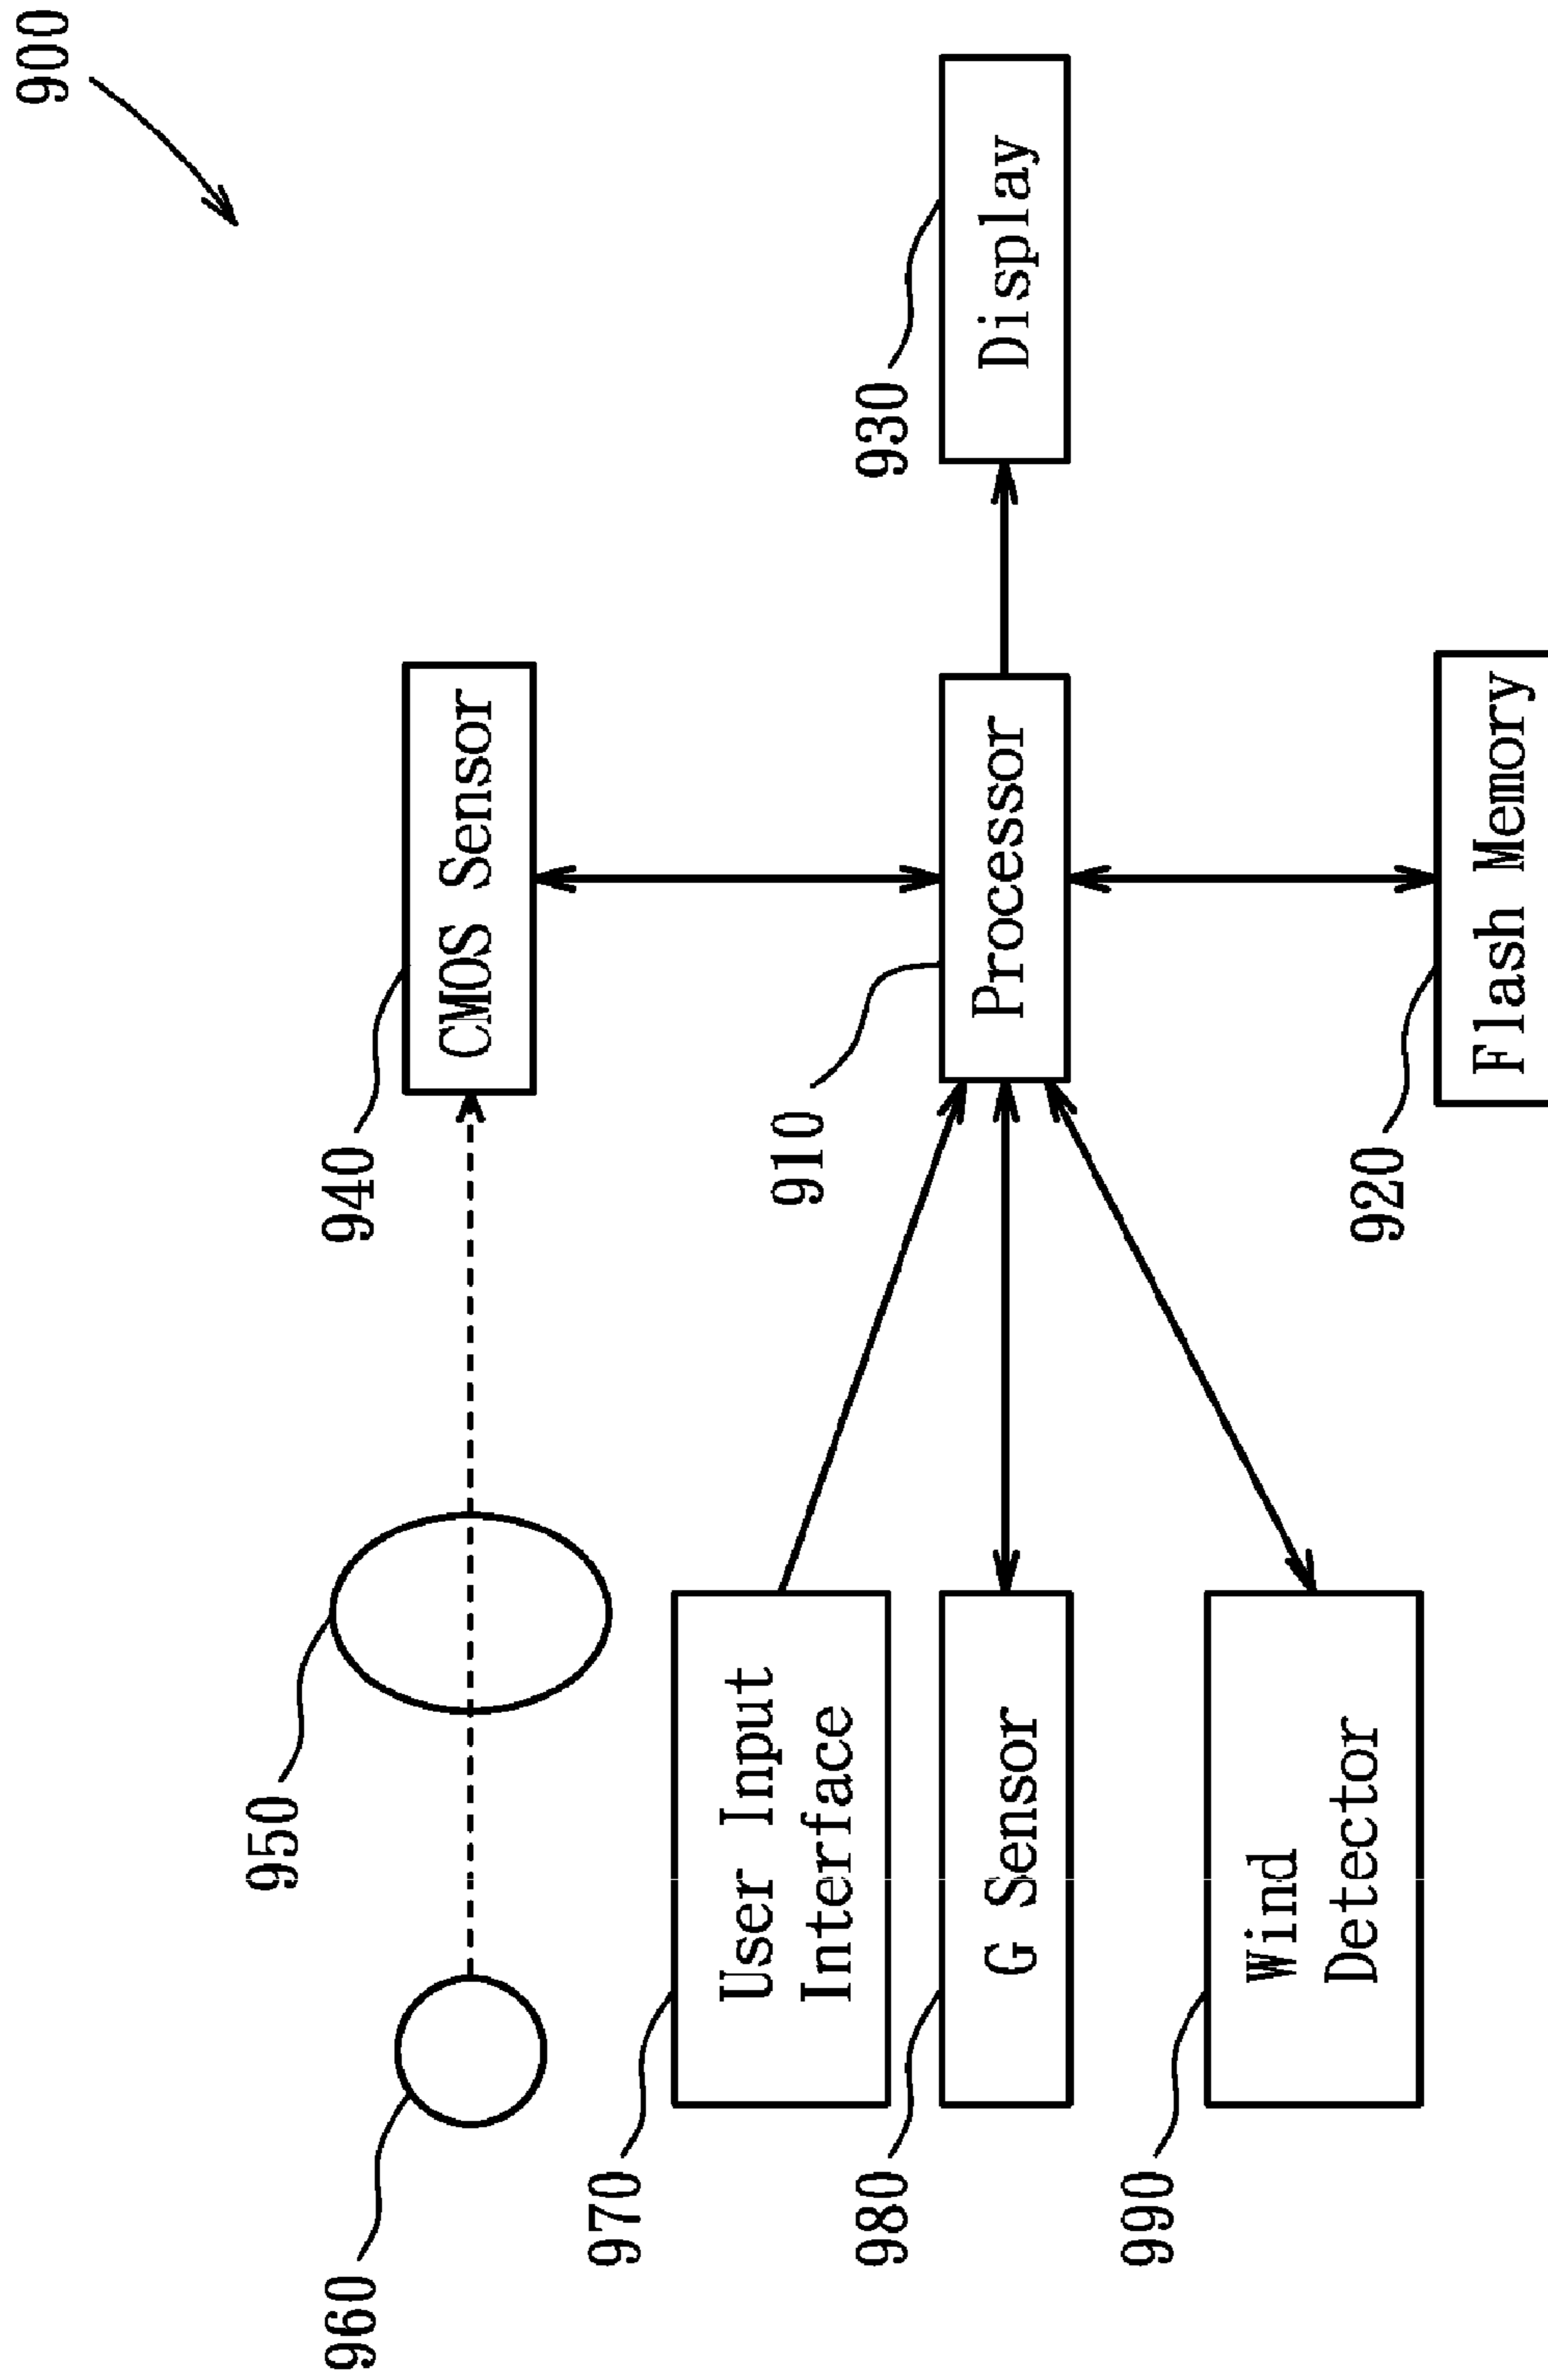 900
960
950
940
CMOS Sensor
970
User Input
Interface
910
Processor
930
Display
980
G Sensor
990
Wind
Detector
920
Flash Memory